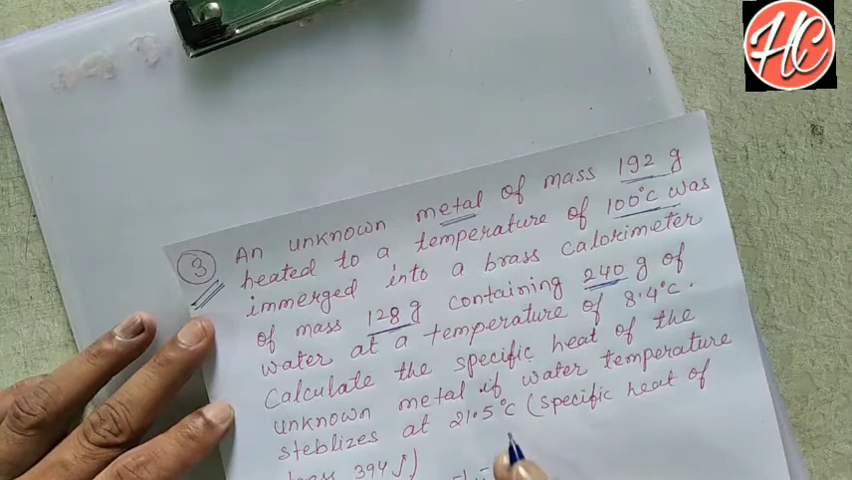 HC
3 An unknown metal of mass 192 g
heated to a temperature of 100°C was
immerged into a brass calorimeter
of mass 128g containing 240 g of
water at a temperature of 8.4°C.
Calculate the specific heat of the
unknown metal if water temperature
steblizes at 21.5°C (specific heat of
394 J)